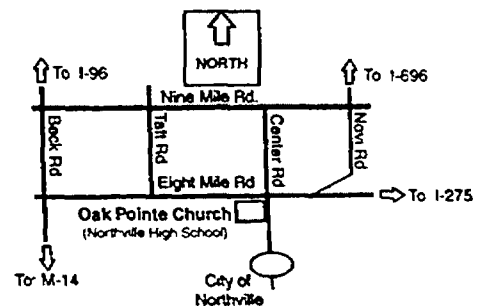 NORTH
To I-96
To I-696
Nine Mile Rd.
Beck Rd
Taft Rd
Center Rd
Novi Rd
Eight Mile Rd
To I-275
Oak Pointe Church
(Northville High School)
To M-14
City of
Northville